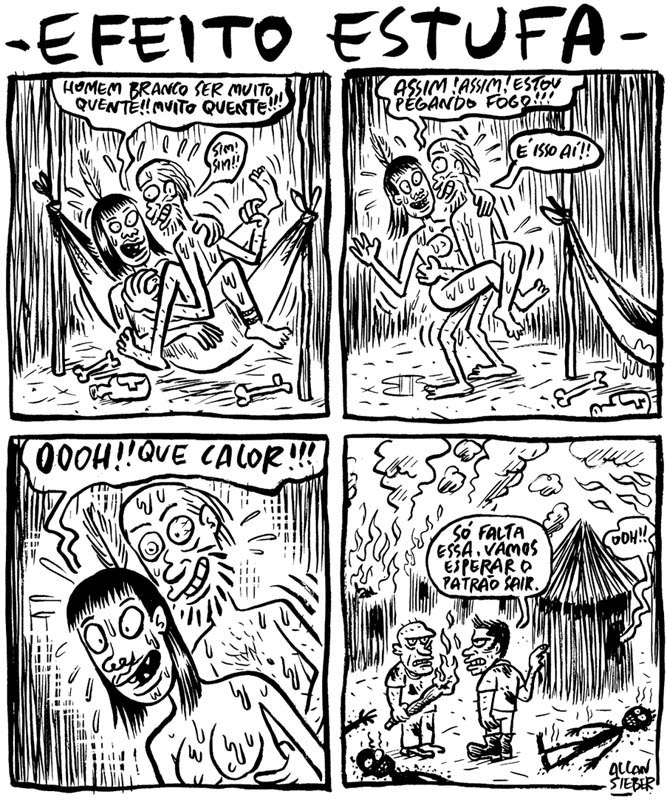 -EFEITO ESTUFA-
HOMEM BRANCO SER MUITO
QUENTE!! MUITO QUENTE!!!
SIM!
SIM!!
ASSIM! ASSIM! ESTOU
PEGANDO FOGO!!!
É ISSO AÍ!!
OOOH!! QUE CALOR!!!
SÓ FALTA
ESSA. VAMOS
ESPERAR O
PATRÃO SAIR.
OOH!!
ALLAN
SIEBER